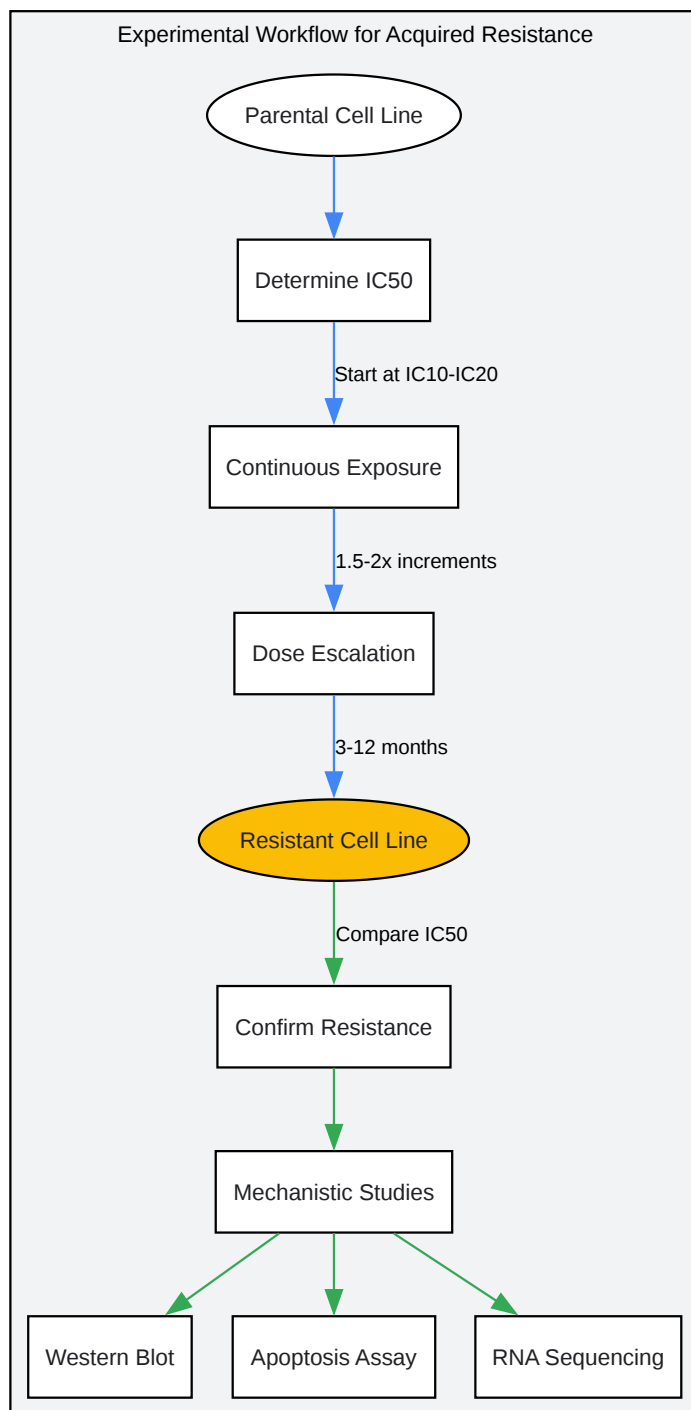 Experimental Workflow for Acquired Resistance
Parental Cell Line
Determine IC50
Start at IC10-IC20
Continuous Exposure
1.5-2x increments
Dose Escalation
3-12 months
Resistant Cell Line
Compare IC50
Confirm Resistance
Mechanistic Studies
Western Blot
Apoptosis Assay
RNA Sequencing